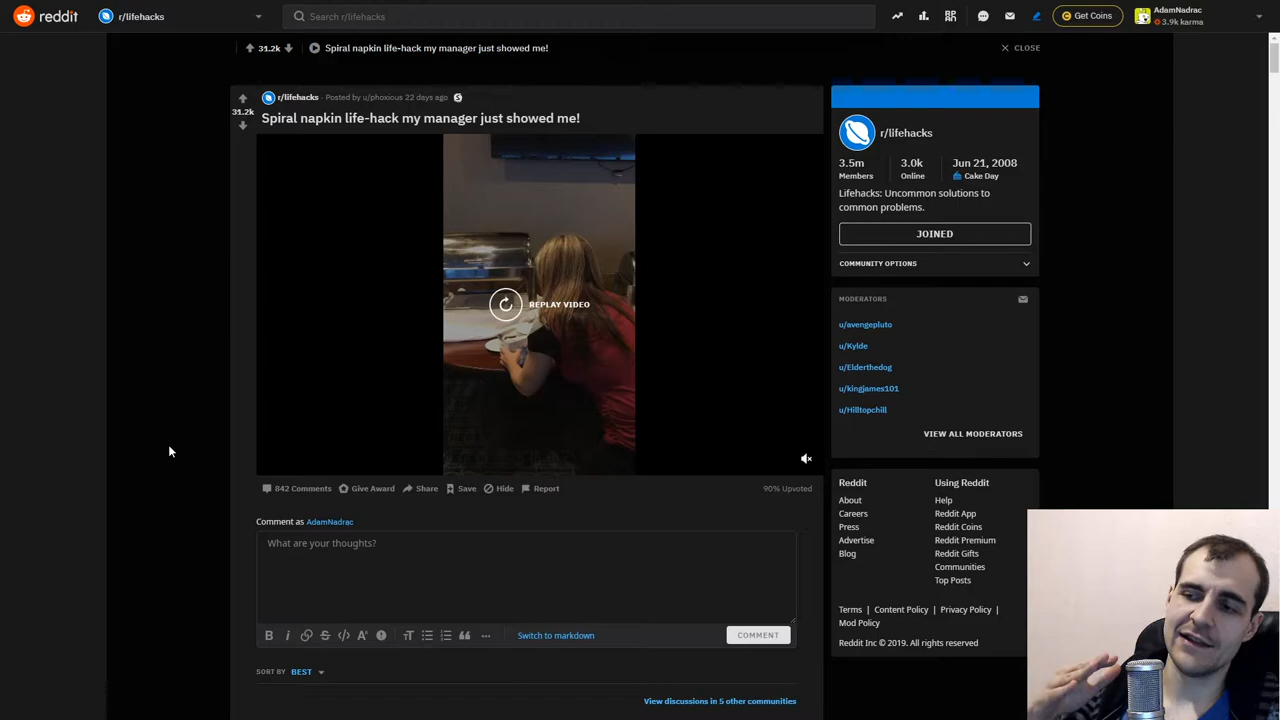 reddit
r/lifehacks
Search r/lifehacks
Get Coins
AdamNadrac
3.9k karma
31.2k
Spiral napkin life-hack my manager just showed me!
CLOSE
r/lifehacks · Posted by u/phoxious 22 days ago
31.2k
Spiral napkin life-hack my manager just showed me!
REPLAY VIDEO
842 Comments
Give Award
Share
Save
Hide
Report
90% Upvoted
Comment as AdamNadrac
What are your thoughts?
Switch to markdown
COMMENT
SORT BY BEST
View discussions in 5 other communities
r/lifehacks
3.5m 3.0k Jun 21, 2008
Members Online Cake Day
Lifehacks: Uncommon solutions to
common problems.
JOINED
COMMUNITY OPTIONS
MODERATORS
u/avengepluto
u/Kylde
u/Elderthedog
u/kingjames101
u/Hilltopchill
VIEW ALL MODERATORS
Reddit Using Reddit
About Help
Careers Reddit App
Press Reddit Coins
Advertise Reddit Premium
Blog Reddit Gifts
Communities
Top Posts
Terms | Content Policy | Privacy Policy |
Mod Policy
Reddit Inc © 2019. All rights reserved